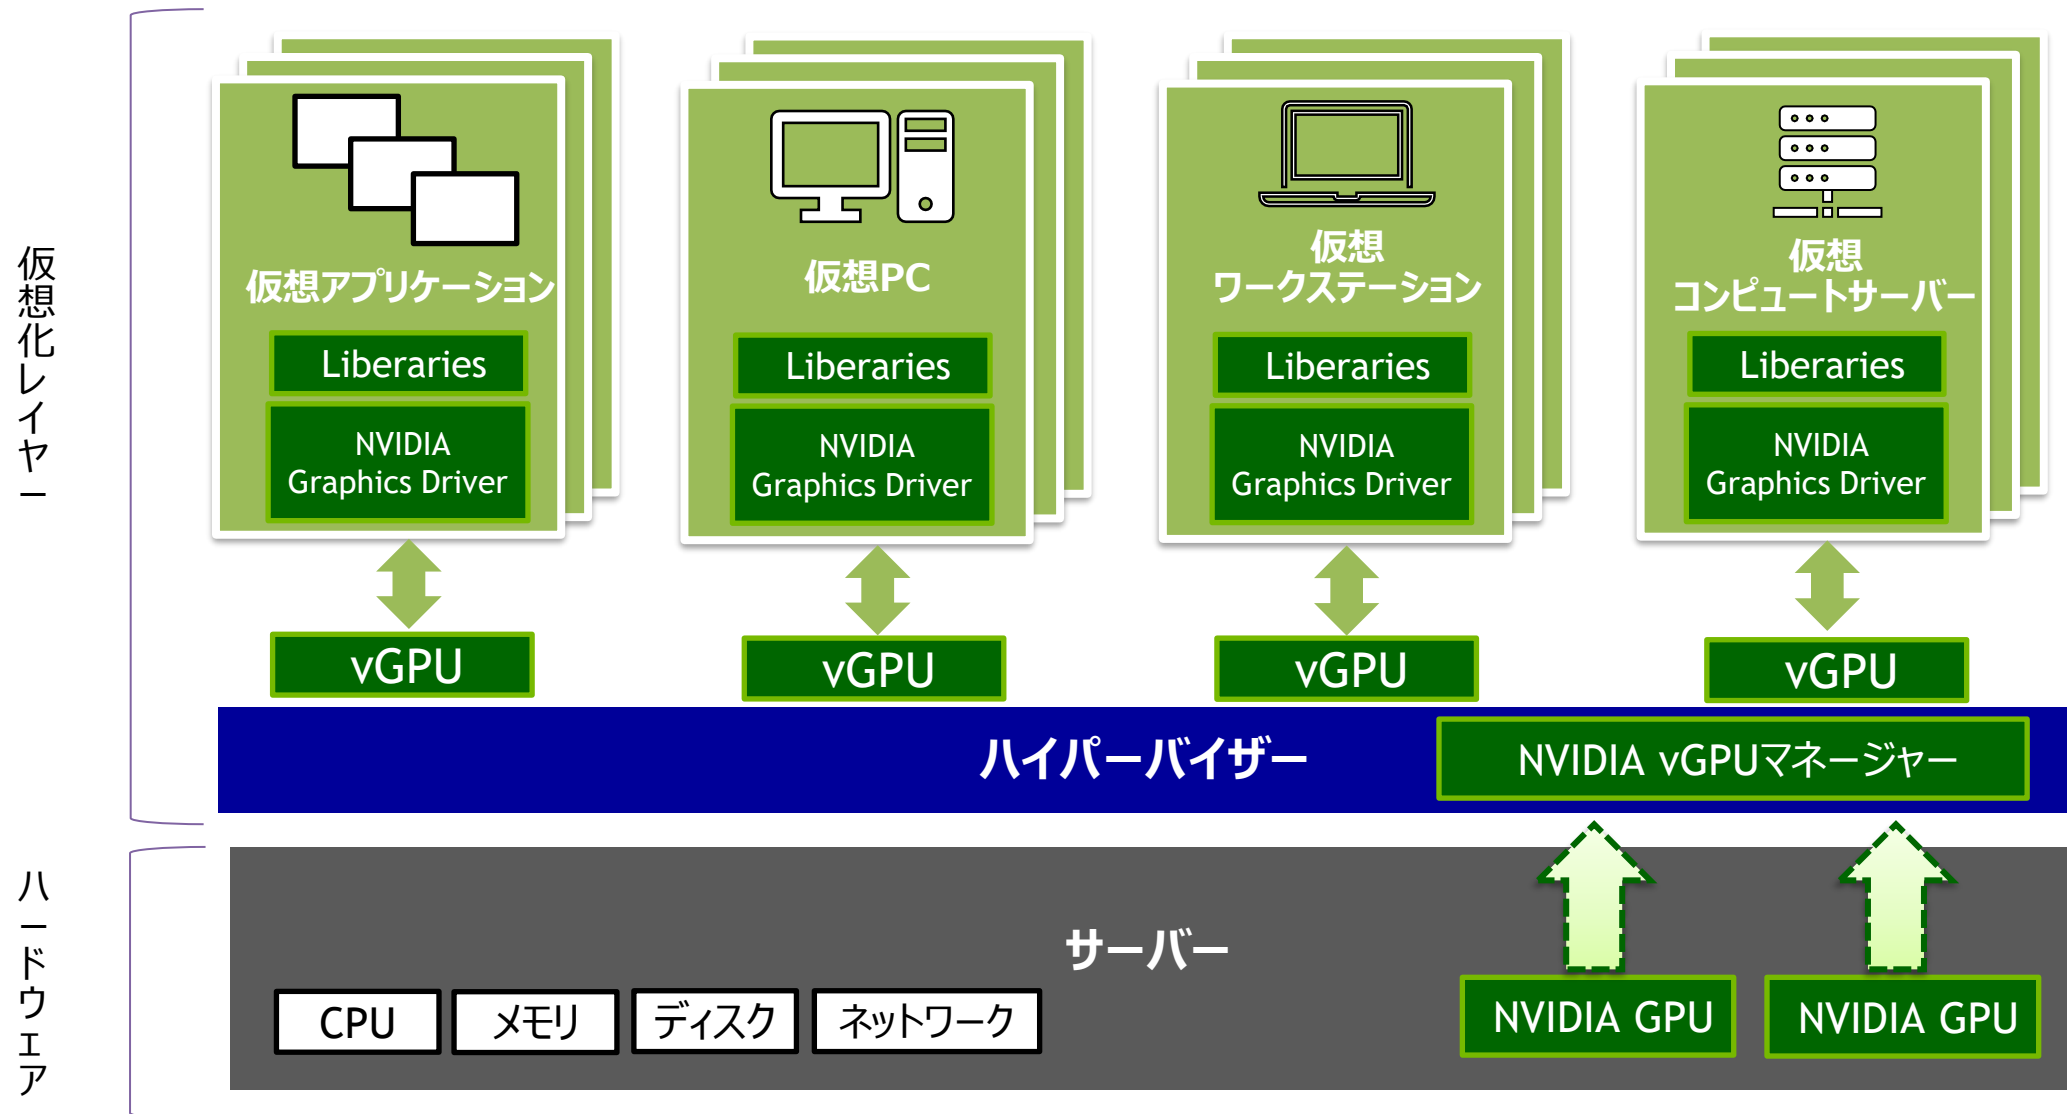 仮想化レイヤー
仮想アプリケーション
Liberaries
NVIDIA
Graphics Driver
vGPU
仮想PC
Liberaries
NVIDIA
Graphics Driver
vGPU
仮想
ワークステーション
Liberaries
NVIDIA
Graphics Driver
vGPU
仮想
コンピュートサーバー
Liberaries
NVIDIA
Graphics Driver
vGPU
ハイパーバイザー
NVIDIA vGPUマネージャー
ハードウェア
サーバー
CPU
メモリ
ディスク
ネットワーク
NVIDIA GPU
NVIDIA GPU